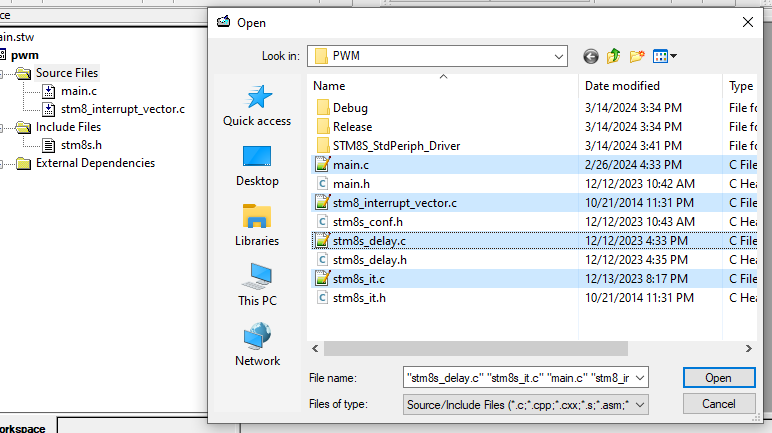 ce
ain.stw
pwm
Source Files
main.c
stm8_interrupt_vector.c
Include Files
stm8s.h
External Dependencies
Open
Look in:
PWM
Quick access
Desktop
Libraries
This PC
Network
Name Date modified Type
Debug 3/14/2024 3:34 PM File fo
Release 3/14/2024 3:34 PM File fo
STM8S_StdPeriph_Driver 3/14/2024 3:41 PM File fo
main.c 2/26/2024 4:33 PM C File
main.h 12/12/2023 10:42 AM C Hea
stm8_interrupt_vector.c 10/21/2014 11:31 PM C File
stm8s_conf.h 12/12/2023 10:43 AM C Hea
stm8s_delay.c 12/12/2023 4:33 PM C File
stm8s_delay.h 12/12/2023 4:35 PM C Hea
stm8s_it.c 12/13/2023 8:17 PM C File
stm8s_it.h 10/21/2014 11:31 PM C Hea
File name: "stm8s_delay.c" "stm8s_it.c" "main.c" "stm8_ir
Open
Files of type: Source/Include Files (*.c;*.cpp;*.cxx;*.s;*.asm;*
Cancel
orkspace